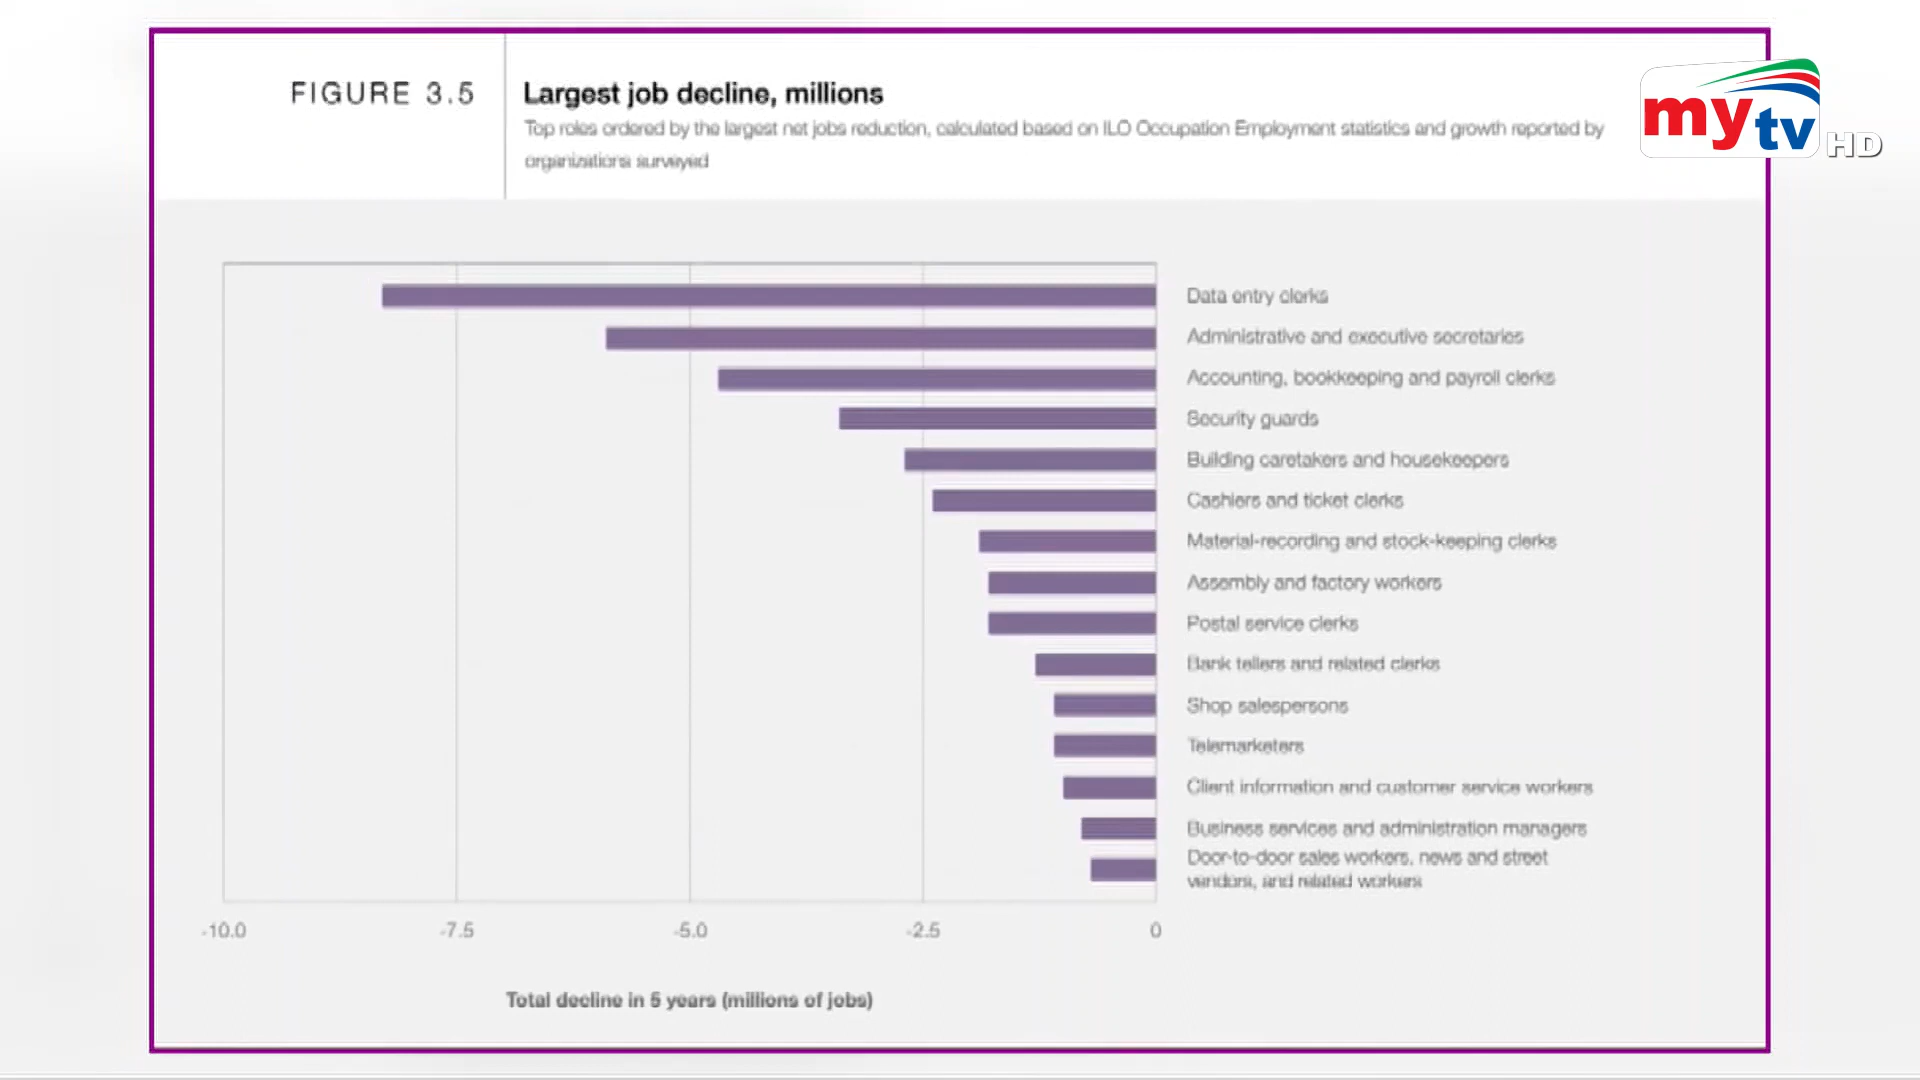 FIGURE 3.5
Largest job decline, millions
Top roles ordered by the largest net jobs reduction, calculated based on ILO Occupation Employment statistics and growth reported by
organizations surveyed
mytv HD
Data entry clerks
Administrative and executive secretaries
Accounting, bookkeeping and payroll clerks
Security guards
Building caretakers and housekeepers
Cashiers and ticket clerks
Material-recording and stock-keeping clerks
Assembly and factory workers
Postal service clerks
Bank tellers and related clerks
Shop salespersons
Telemarketers
Client information and customer service workers
Business services and administration managers
Door-to-door sales workers, news and street
vendors, and related workers
-10.0 -7.5 -5.0 -2.5 0
Total decline in 5 years (millions of jobs)